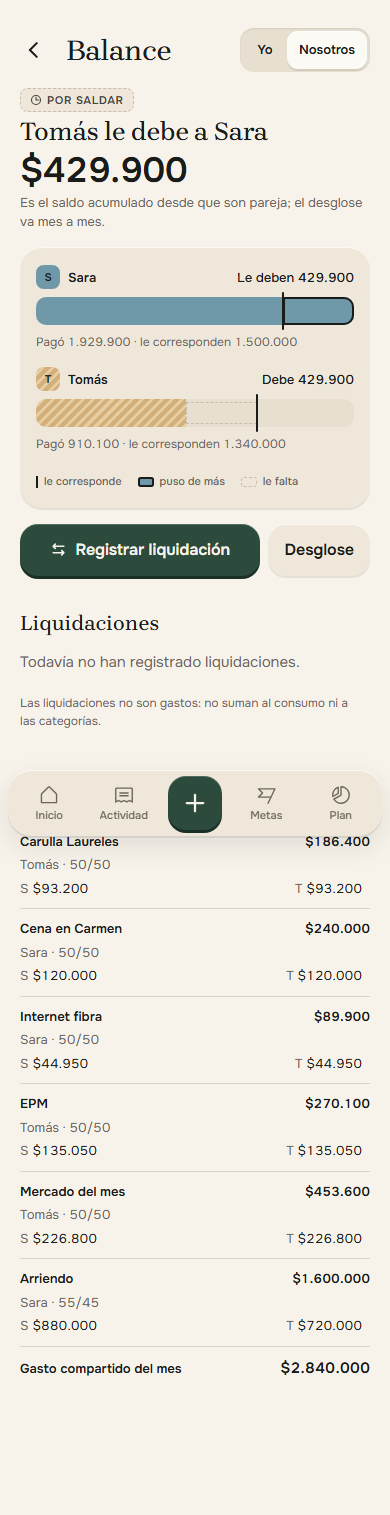 Balance
Yo
Nosotros
POR SALDAR
Tomás le debe a Sara
$429.900
Es el saldo acumulado desde que son pareja; el desglose
va mes a mes.
S
Sara
Le deben 429.900
Pagó 1.929.900 · le corresponden 1.500.000
T
Tomás
Debe 429.900
Pagó 910.100 · le corresponden 1.340.000
le corresponde
puso de más
le falta
Registrar liquidación
Desglose
Liquidaciones
Todavía no han registrado liquidaciones.
Las liquidaciones no son gastos: no suman al consumo ni a
las categorías.
Inicio
Actividad
Metas
Plan
Carulla Laureles
$186.400
Tomás · 50/50
S $93.200
T $93.200
Cena en Carmen
$240.000
Sara · 50/50
S $120.000
T $120.000
Internet fibra
$89.900
Sara · 50/50
S $44.950
T $44.950
EPM
$270.100
Tomás · 50/50
S $135.050
T $135.050
Mercado del mes
$453.600
Tomás · 50/50
S $226.800
T $226.800
Arriendo
$1.600.000
Sara · 55/45
S $880.000
T $720.000
Gasto compartido del mes
$2.840.000